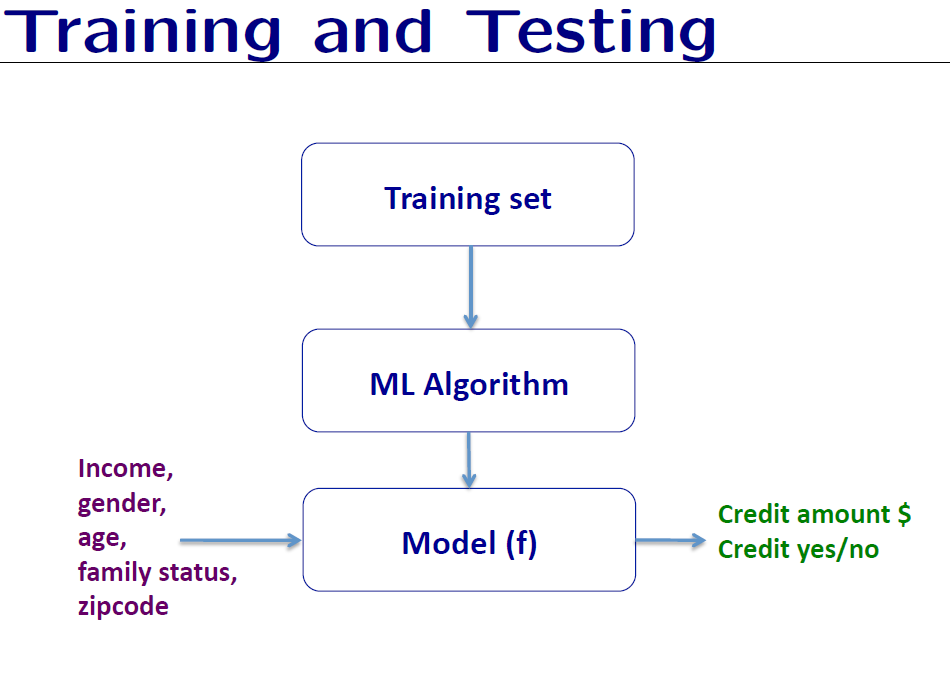 Training and Testing
Training set
ML Algorithm
Income,
gender,
age,
family status,
zipcode
Model (f)
Credit amount $
Credit yes/no